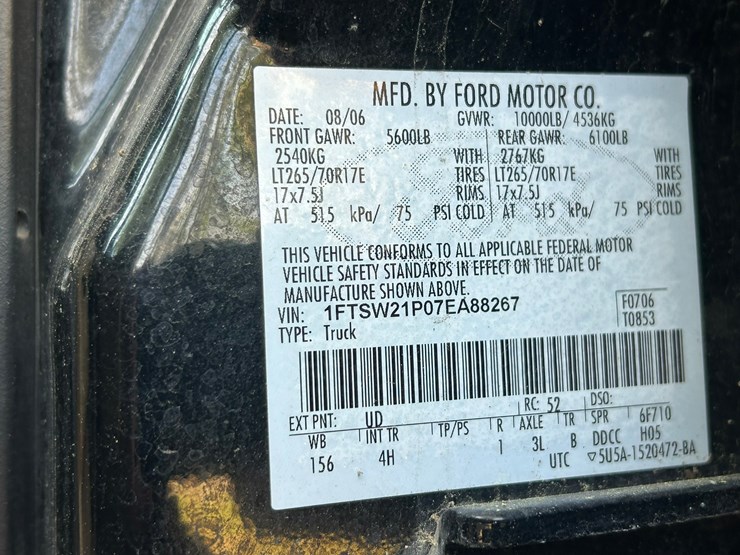 MFD. BY FORD MOTOR CO.
DATE: 08/06 GVWR: 10000LB/ 4536KG
FRONT GAWR: 5600LB REAR GAWR: 6100LB
2540KG WITH 2767KG WITH
LT265/70R17E TIRES LT265/70R17E TIRES
17x7.5J RIMS 17x7.5J RIMS
AT 515 kPa/ 75 PSI COLD AT 515 kPa/ 75 PSI COLD
THIS VEHICLE CONFORMS TO ALL APPLICABLE FEDERAL MOTOR
VEHICLE SAFETY STANDARDS IN EFFECT ON THE DATE OF
MANUFACTURE SHOWN ABOVE.
VIN: 1FTSW21P07EA88267 F0706
TYPE: Truck T0853
EXT PNT: UD RC: 52 DSO:
WB INT TR TP/PS R AXLE TR SPR 6F710
156 4H 1 3L B DDCC H05
UTC ▽5U5A-1520472-BA